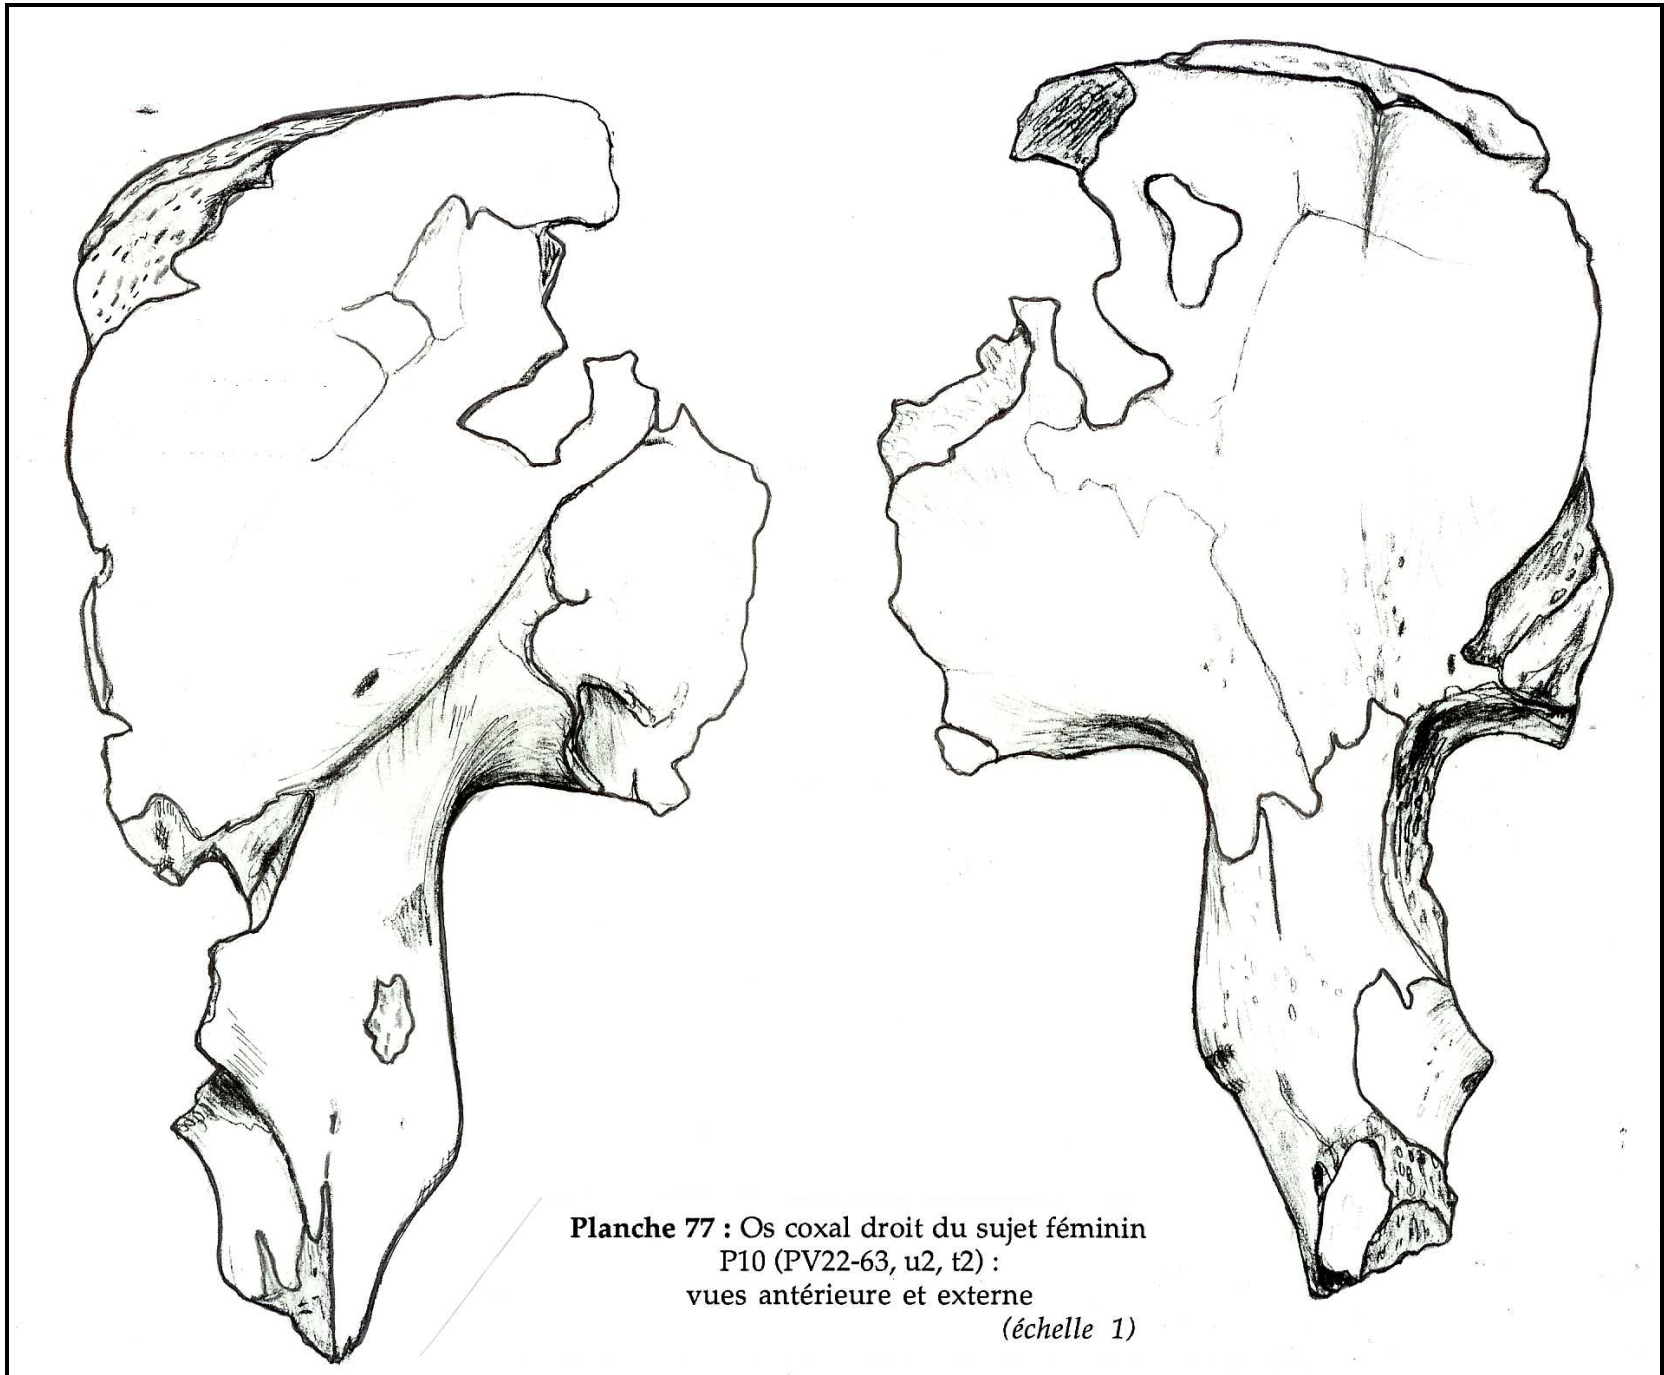 Planche 77 : Os coxal droit du sujet féminin
P10 (PV22-63, u2, t2) :
vues antérieure et externe
(échelle 1)